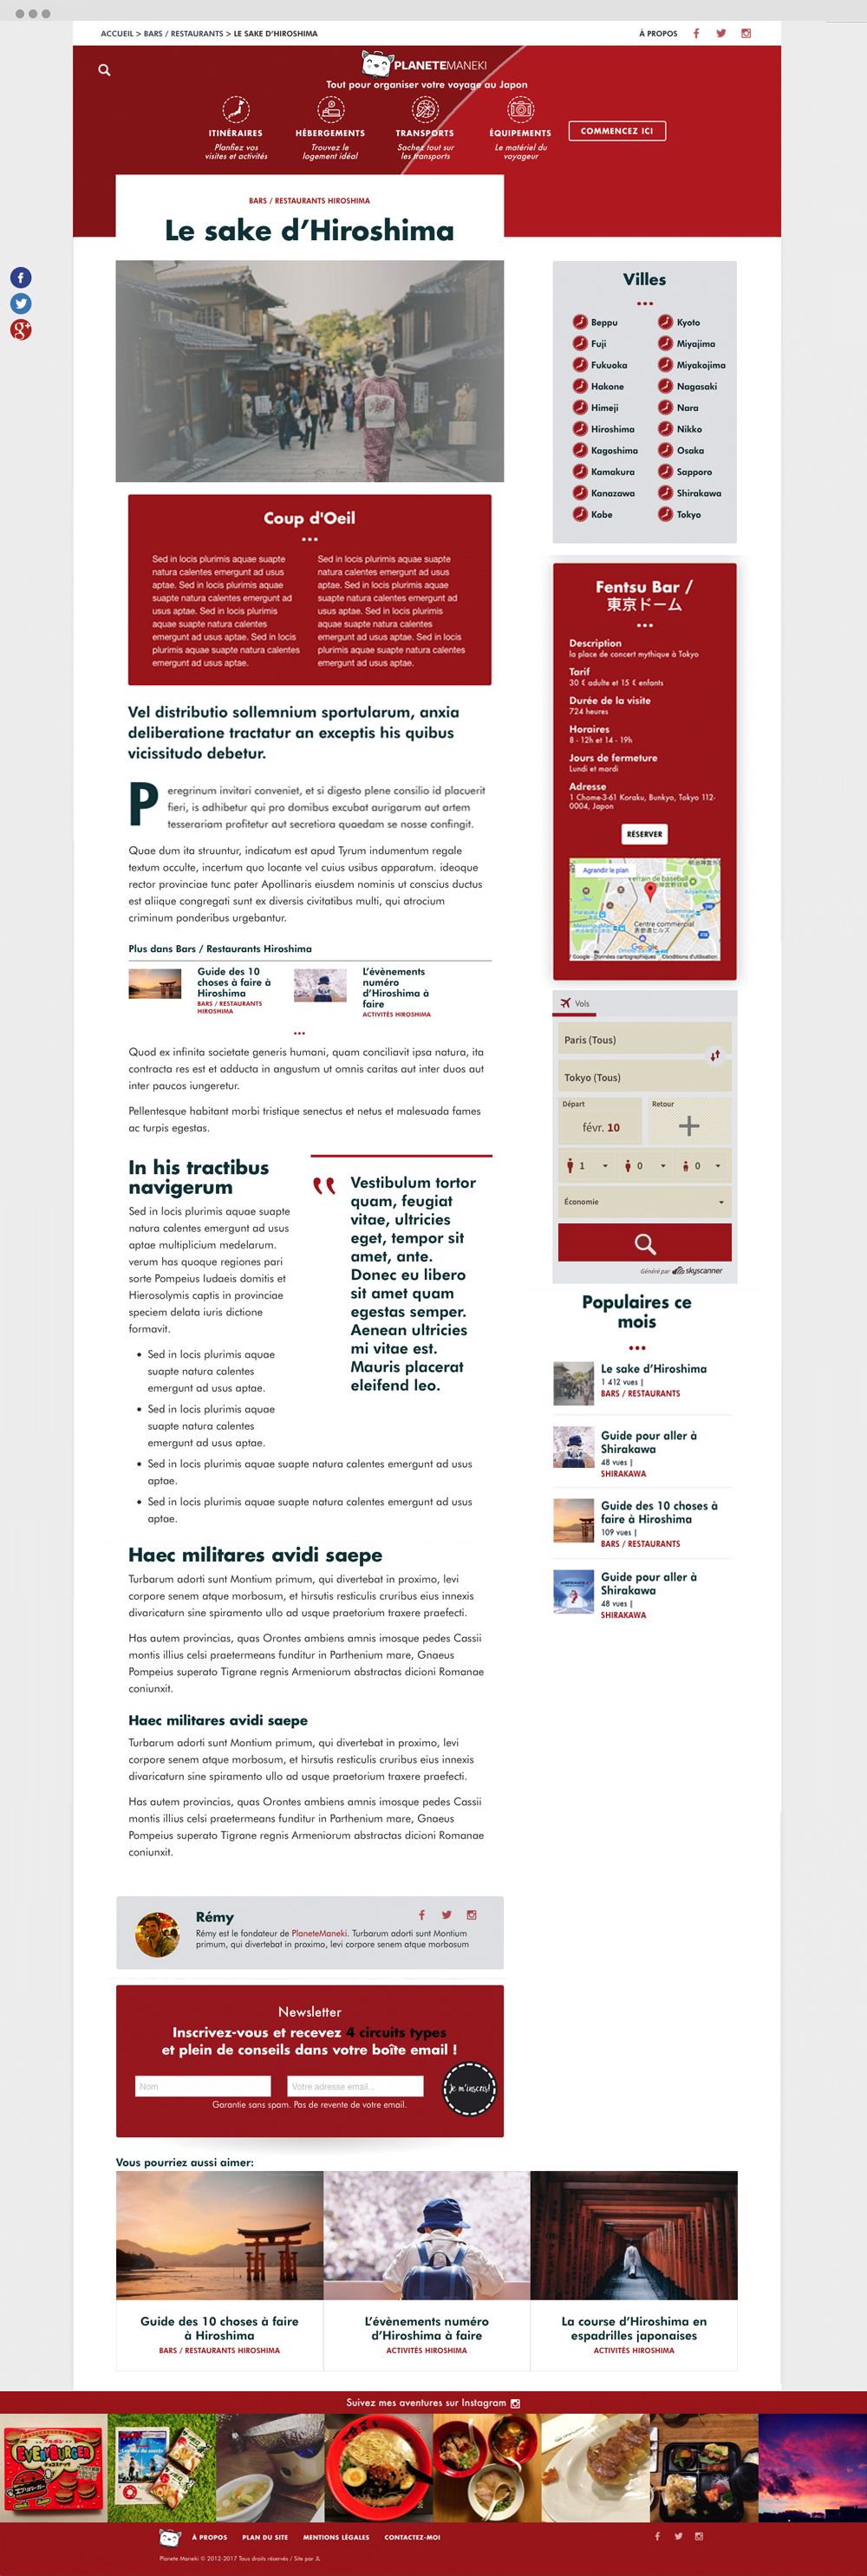 ACCUEIL > BARS / RESTAURANTS > LE SAKE D'HIROSHIMA
À PROPOS
PLANETEMANEKI
Tout pour organiser votre voyage au Japon
ITINÉRAIRES
Planfiez vos
visites et activités
HÉBERGEMENTS
Trouvez le
logement idéal
TRANSPORTS
Sachez tout sur
les transports
ÉQUIPEMENTS
Le matériel du
voyageur
COMMENCEZ ICI
BARS / RESTAURANTS HIROSHIMA
Le sake d'Hiroshima
Coup d'Oeil
Sed in locis plurimis aquae suapte
natura calentes emergunt ad usus
aptae. Sed in locis plurimis aquae
suapte natura calentes emergunt ad
usus aptae. Sed in locis plurimis
aquae suapte natura calentes
emergunt ad usus aptae. Sed in locis
plurimis aquae suapte natura calentes
emergunt ad usus aptae.
Sed in locis plurimis aquae suapte
natura calentes emergunt ad usus
aptae. Sed in locis plurimis aquae
suapte natura calentes emergunt ad
usus aptae. Sed in locis plurimis
aquae suapte natura calentes
emergunt ad usus aptae. Sed in locis
plurimis aquae suapte natura calentes
emergunt ad usus aptae.
Vel distributio sollemnium sportularum, anxia
deliberatione tractatur an exceptis his quibus
vicissitudo debetur.
Peregrinum invitari conveniet, et si digesto plene consilio id placuerit
fieri, is adhibetur qui pro domibus excubat aurigarum aut artem
tesserariam profitetur aut secretiora quaedam se nosse confingit.
Quae dum ita struuntur, indicatum est apud Tyrum indumentum regale
textum occulte, incertum quo locante vel cuius usibus apparatum. ideoque
rector provinciae tunc pater Apollinaris eiusdem nominis ut conscius ductus
est aliique congregati sunt ex diversis civitatibus multi, qui atrocium
criminum ponderibus urgebantur.
Plus dans Bars / Restaurants Hiroshima
Guide des 10
choses à faire à
Hiroshima
BARS / RESTAURANTS
HIROSHIMA
L'évènements
numéro
d'Hiroshima à
faire
ACTIVITÉS HIROSHIMA
Quod ex infinita societate generis humani, quam conciliavit ipsa natura, ita
contracta res est et adducta in angustum ut omnis caritas aut inter duos aut
inter paucos iungeretur.
Pellentesque habitant morbi tristique senectus et netus et malesuada fames
ac turpis egestas.
In his tractibus
navigerum
Sed in locis plurimis aquae suapte
natura calentes emergunt ad usus
aptae multiplicium medelarum.
verum has quoque regiones pari
sorte Pompeius Iudaeis domitis et
Hierosolymis captis in provinciae
speciem delata iuris dictione
formavit.
Vestibulum tortor
quam, feugiat
vitae, ultricies
eget, tempor sit
amet, ante.
Donec eu libero
sit amet quam
egestas semper.
Aenean ultricies
mi vitae est.
Mauris placerat
eleifend leo.
• Sed in locis plurimis aquae
suapte natura calentes
emergunt ad usus aptae.
• Sed in locis plurimis aquae
suapte natura calentes
emergunt ad usus aptae.
• Sed in locis plurimis aquae suapte natura calentes emergunt ad usus
aptae.
• Sed in locis plurimis aquae suapte natura calentes emergunt ad usus
aptae.
Haec militares avidi saepe
Turbarum adorti sunt Montium primum, qui divertebat in proximo, levi
corpore senem atque morbosum, et hirsutis resticulis cruribus eius innexis
divaricaturn sine spiramento ullo ad usque praetorium traxere praefecti.
Has autem provincias, quas Orontes ambiens amnis imosque pedes Cassii
montis illius celsi praetermeans funditur in Parthenium mare, Gnaeus
Pompeius superato Tigrane regnis Armeniorum abstractas dicioni Romanae
coniunxit.
Haec militares avidi saepe
Turbarum adorti sunt Montium primum, qui divertebat in proximo, levi
corpore senem atque morbosum, et hirsutis resticulis cruribus eius innexis
divaricaturn sine spiramento ullo ad usque praetorium traxere praefecti.
Has autem provincias, quas Orontes ambiens amnis imosque pedes Cassii
montis illius celsi praetermeans funditur in Parthenium mare, Gnaeus
Pompeius superato Tigrane regnis Armeniorum abstractas dicioni Romanae
coniunxit.
Rémy
Rémy est le fondateur de PlaneteManeki. Turbarum adorti sunt Montium
primum, qui divertebat in proximo, levi corpore senem atque morbosum
Newsletter
Inscrivez-vous et recevez 4 circuits types
et plein de conseils dans votre boîte email !
Nom
Votre adresse email...
Je m'inscris!
Garantie sans spam. Pas de revente de votre email.
Villes
Beppu
Fuji
Fukuoka
Hakone
Himeji
Hiroshima
Kagoshima
Kamakura
Kanazawa
Kobe
Kyoto
Miyajima
Miyakojima
Nagasaki
Nara
Nikko
Osaka
Sapporo
Shirakawa
Tokyo
Fentsu Bar /
東京ドーム
Description
la place de concert mythique à Tokyo
Tarif
30 € adulte et 15 € enfants
Durée de la visite
724 heures
Horaires
8 - 12h et 14 - 19h
Jours de fermeture
Lundi et mardi
Adresse
1 Chome-3-61 Koraku, Bunkyo, Tokyo 112-
0004, Japon
RÉSERVER
Agrandir le plan
Terrain de baseball
Centre commercial
表参道ヒルズ
Google
Google - Données cartographiques
Conditions d'utilisation
Vols
Paris (Tous)
Tokyo (Tous)
Départ
févr. 10
Retour
1
0
0
Économie
Généré par skyscanner
Populaires ce
mois
Le sake d'Hiroshima
1 412 vues |
BARS / RESTAURANTS
Guide pour aller à
Shirakawa
48 vues |
SHIRAKAWA
Guide des 10 choses à
faire à Hiroshima
109 vues |
BARS / RESTAURANTS
Guide pour aller à
Shirakawa
48 vues |
SHIRAKAWA
Vous pourriez aussi aimer:
Guide des 10 choses à faire
à Hiroshima
BARS / RESTAURANTS HIROSHIMA
L'évènements numéro
d'Hiroshima à faire
ACTIVITÉS HIROSHIMA
La course d'Hiroshima en
espadrilles japonaises
ACTIVITÉS HIROSHIMA
Suivez mes aventures sur Instagram
EVERYBURGER
À PROPOS
PLAN DU SITE
MENTIONS LÉGALES
CONTACTEZ-MOI
Planete Maneki © 2012-2017 Tous droits réservés / Site par JL